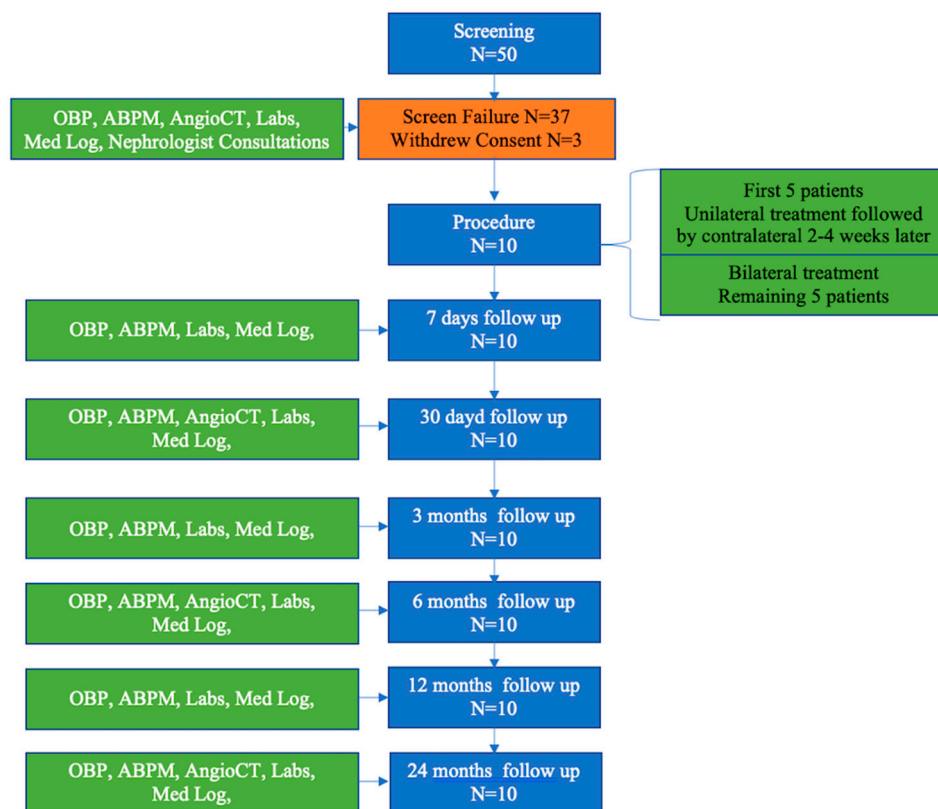 Screening
N=50
OBP, ABPM, AngioCT, Labs,
Med Log, Nephrologist Consultations
Screen Failure N=37
Withdrew Consent N=3
Procedure
N=10
First 5 patients
Unilateral treatment followed
by contralateral 2-4 weeks later
Bilateral treatment
Remaining 5 patients
OBP, ABPM, Labs, Med Log,
7 days follow up
N=10
OBP, ABPM, AngioCT, Labs,
Med Log,
30 dayd follow up
N=10
OBP, ABPM, Labs, Med Log,
3 months  follow up
N=10
OBP, ABPM, AngioCT, Labs,
Med Log,
6 months  follow up
N=10
OBP, ABPM, Labs, Med Log,
12 months  follow up
N=10
OBP, ABPM, AngioCT, Labs,
Med Log,
24 months follow up
N=10